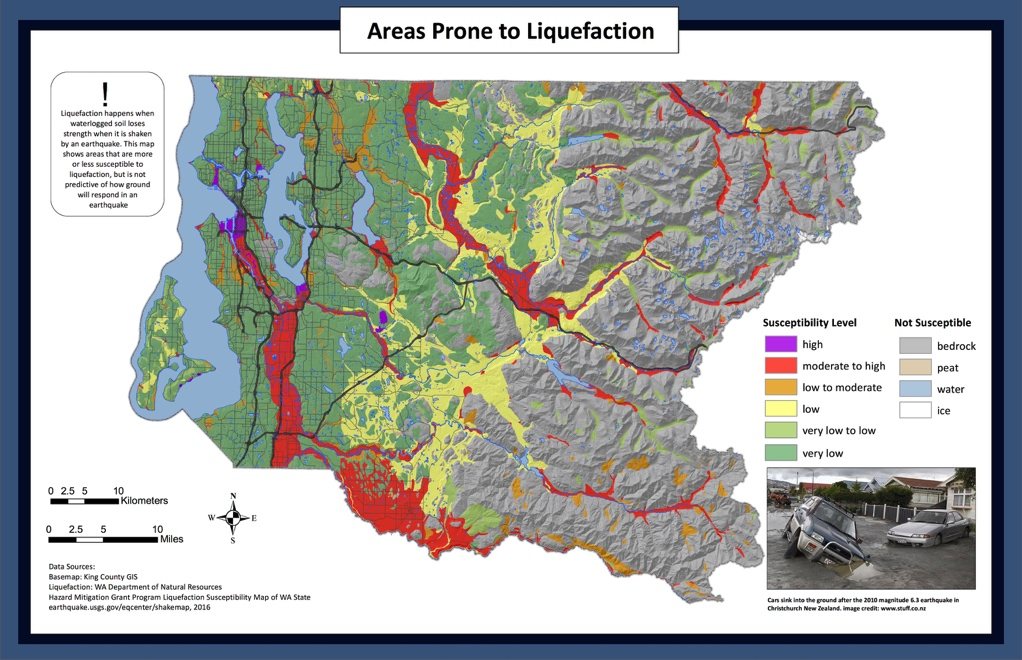 Areas Prone to Liquefaction
!
Liquefaction happens when
waterlogged soil loses
strength when it is shaken
by an earthquake. This map
shows areas that are more
or less susceptible to
liquefaction, but is not
predictive of how ground
will respond in an
earthquake
Susceptibility Level
high
moderate to high
low to moderate
low
very low to low
very low
Not Susceptible
bedrock
peat
water
ice
0 2.5 5 10
Kilometers
0 2.5 5 10
Miles
N
W E
S
Data Sources:
Basemap: King County GIS
Liquefaction: WA Department of Natural Resources
Hazard Mitigation Grant Program Liquefaction Susceptibility Map of WA State
earthquake.usgs.gov/eqcenter/shakemap, 2016
Cars sink into the ground after the 2010 magnitude 6.3 earthquake in
Christchurch New Zealand. image credit: www.stuff.co.nz